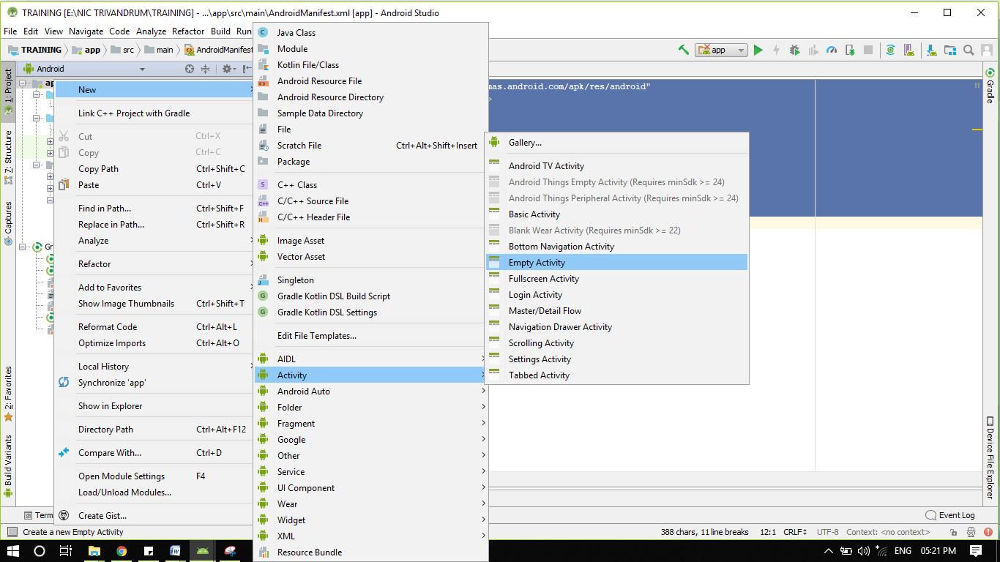 TRAINING [E:\NIC TRIVANDRUM\TRAINING] - ...\app\src\main\AndroidManifest.xml [app] - Android Studio
File Edit View Navigate Code Analyze Refactor Build Run
TRAINING app src main AndroidManifest
app
Android
1: Project
Z: Structure
Captures
2: Favorites
Build Variants
New
Link C++ Project with Gradle
Cut Ctrl+X
Copy Ctrl+C
Copy Path Ctrl+Shift+C
Paste Ctrl+V
Find in Path... Ctrl+Shift+F
Replace in Path... Ctrl+Shift+R
Analyze
Refactor
Add to Favorites
Show Image Thumbnails Ctrl+Shift+T
Reformat Code Ctrl+Alt+L
Optimize Imports Ctrl+Alt+O
Local History
Synchronize 'app'
Show in Explorer
Directory Path Ctrl+Alt+F12
Compare With... Ctrl+D
Open Module Settings F4
Load/Unload Modules...
Create Gist...
Java Class
Module
Kotlin File/Class
Android Resource File
Android Resource Directory
Sample Data Directory
File
Scratch File Ctrl+Alt+Shift+Insert
Package
C++ Class
C/C++ Source File
C/C++ Header File
Image Asset
Vector Asset
Singleton
Gradle Kotlin DSL Build Script
Gradle Kotlin DSL Settings
Edit File Templates...
AIDL
Activity
Android Auto
Folder
Fragment
Google
Other
Service
UI Component
Wear
Widget
XML
Resource Bundle
mas.android.com/apk/res/android"
>
Gallery...
Android TV Activity
Android Things Empty Activity (Requires minSdk >= 24)
Android Things Peripheral Activity (Requires minSdk >= 24)
Basic Activity
Blank Wear Activity (Requires minSdk >= 22)
Bottom Navigation Activity
Empty Activity
Fullscreen Activity
Login Activity
Master/Detail Flow
Navigation Drawer Activity
Scrolling Activity
Settings Activity
Tabbed Activity
Gradle
Device File Explorer
ap
Gr
Term
Event Log
Create a new Empty Activity
388 chars, 11 line breaks 12:1 CRLF UTF-8 Context: <no context>
ENG 05:21 PM